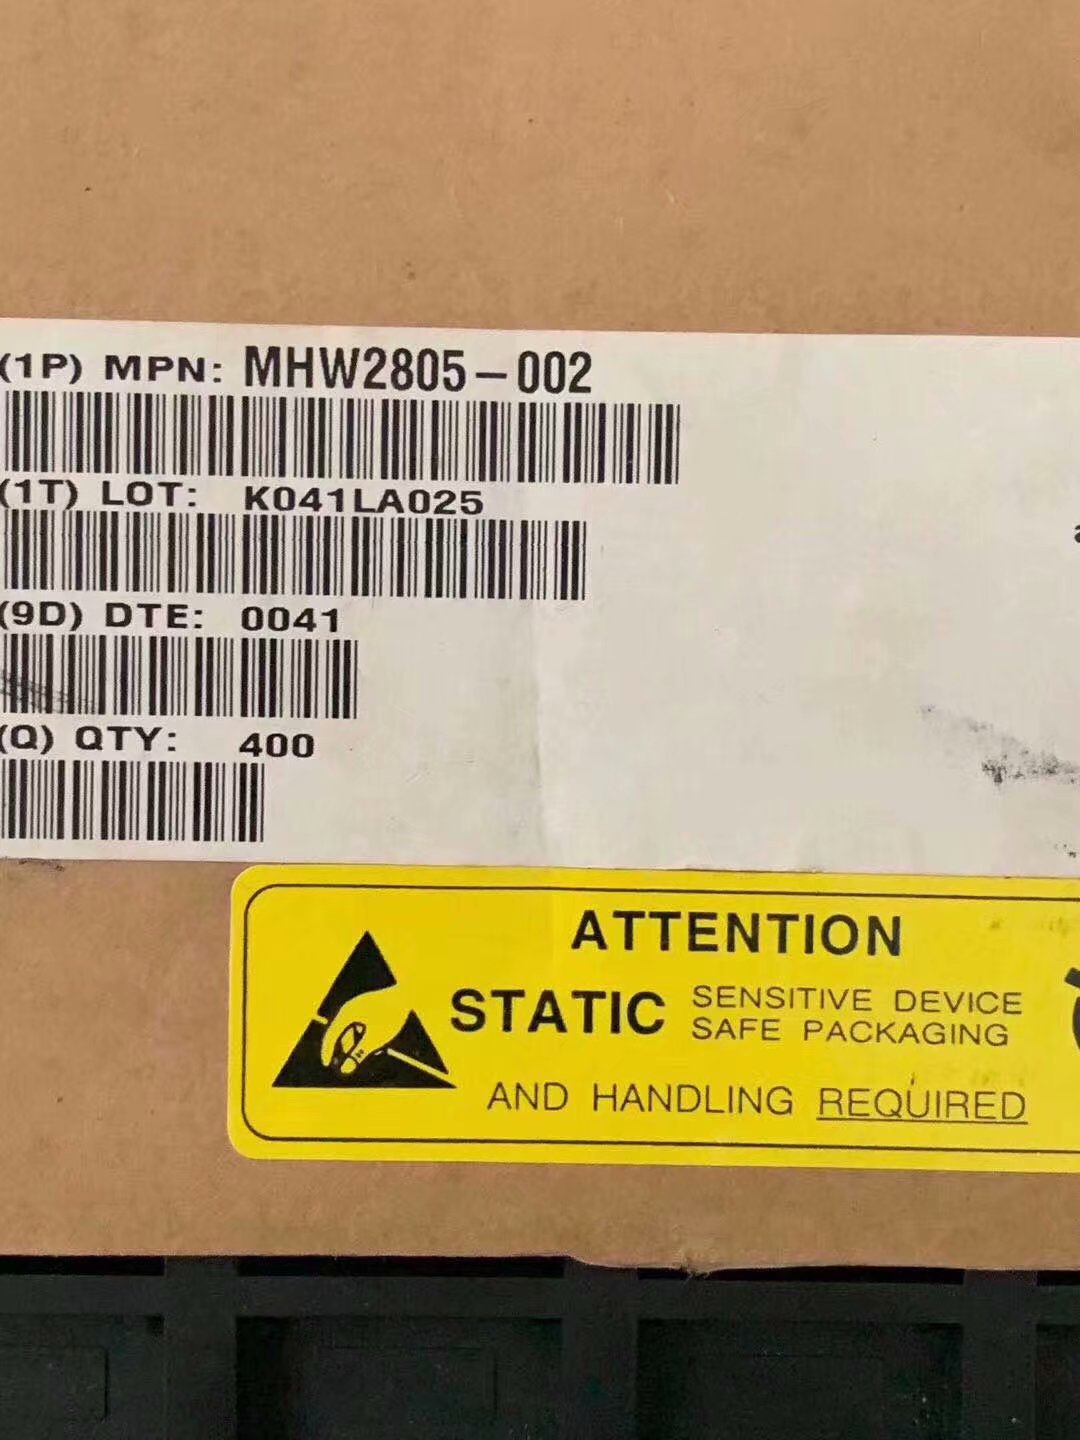 (1P) MPN: MHW2805-002
(1T) LOT: K041LA025
(9D) DTE: 0041
(Q) QTY: 400
ATTENTION
STATIC SENSITIVE DEVICE
SAFE PACKAGING
AND HANDLING REQUIRED